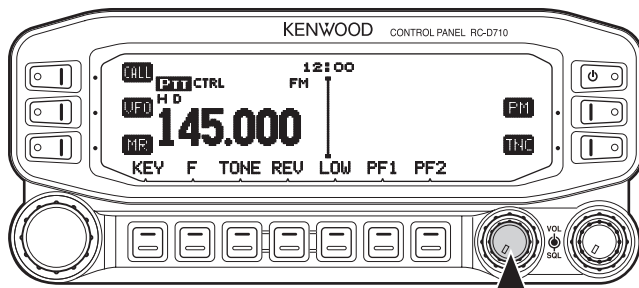 KENWOOD CONTROL PANEL RC-D710
CALL
12:00
PTT CTRL FM
VFO
H D
145.000
PM
MR
TNC
KEY F TONE REV LOW PF1 PF2
VOL
SQL